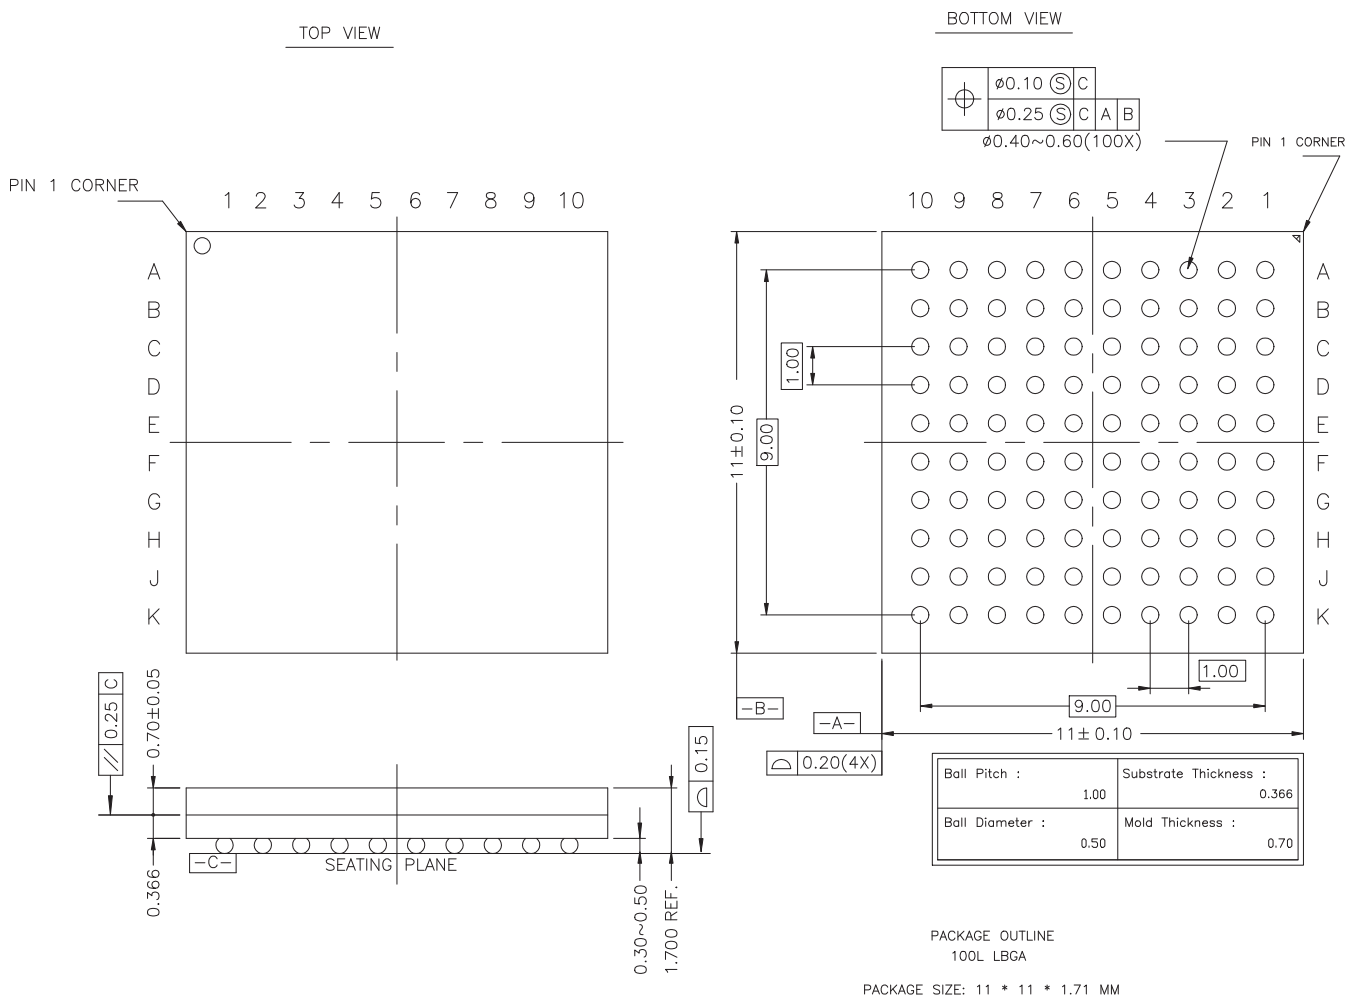 TOP VIEW
BOTTOM VIEW
⌀0.10 Ⓢ C
⌀0.25 Ⓢ C A B
⌀0.40~0.60(100X)
PIN 1 CORNER
PIN 1 CORNER
1 2 3 4 5 6 7 8 9 10
10 9 8 7 6 5 4 3 2 1
A
B
C
D
E
F
G
H
J
K
A
B
C
D
E
F
G
H
J
K
1.00
9.00
11±0.10
1.00
9.00
11±0.10
-B-
-A-
0.20(4X)
// 0.25 C
0.70±0.05
0.366
-C-
SEATING PLANE
0.30~0.50
1.700 REF.
0.15
Ball Pitch :
1.00
Substrate Thickness :
0.366
Ball Diameter :
0.50
Mold Thickness :
0.70
PACKAGE OUTLINE
100L LBGA
PACKAGE SIZE: 11 * 11 * 1.71 MM